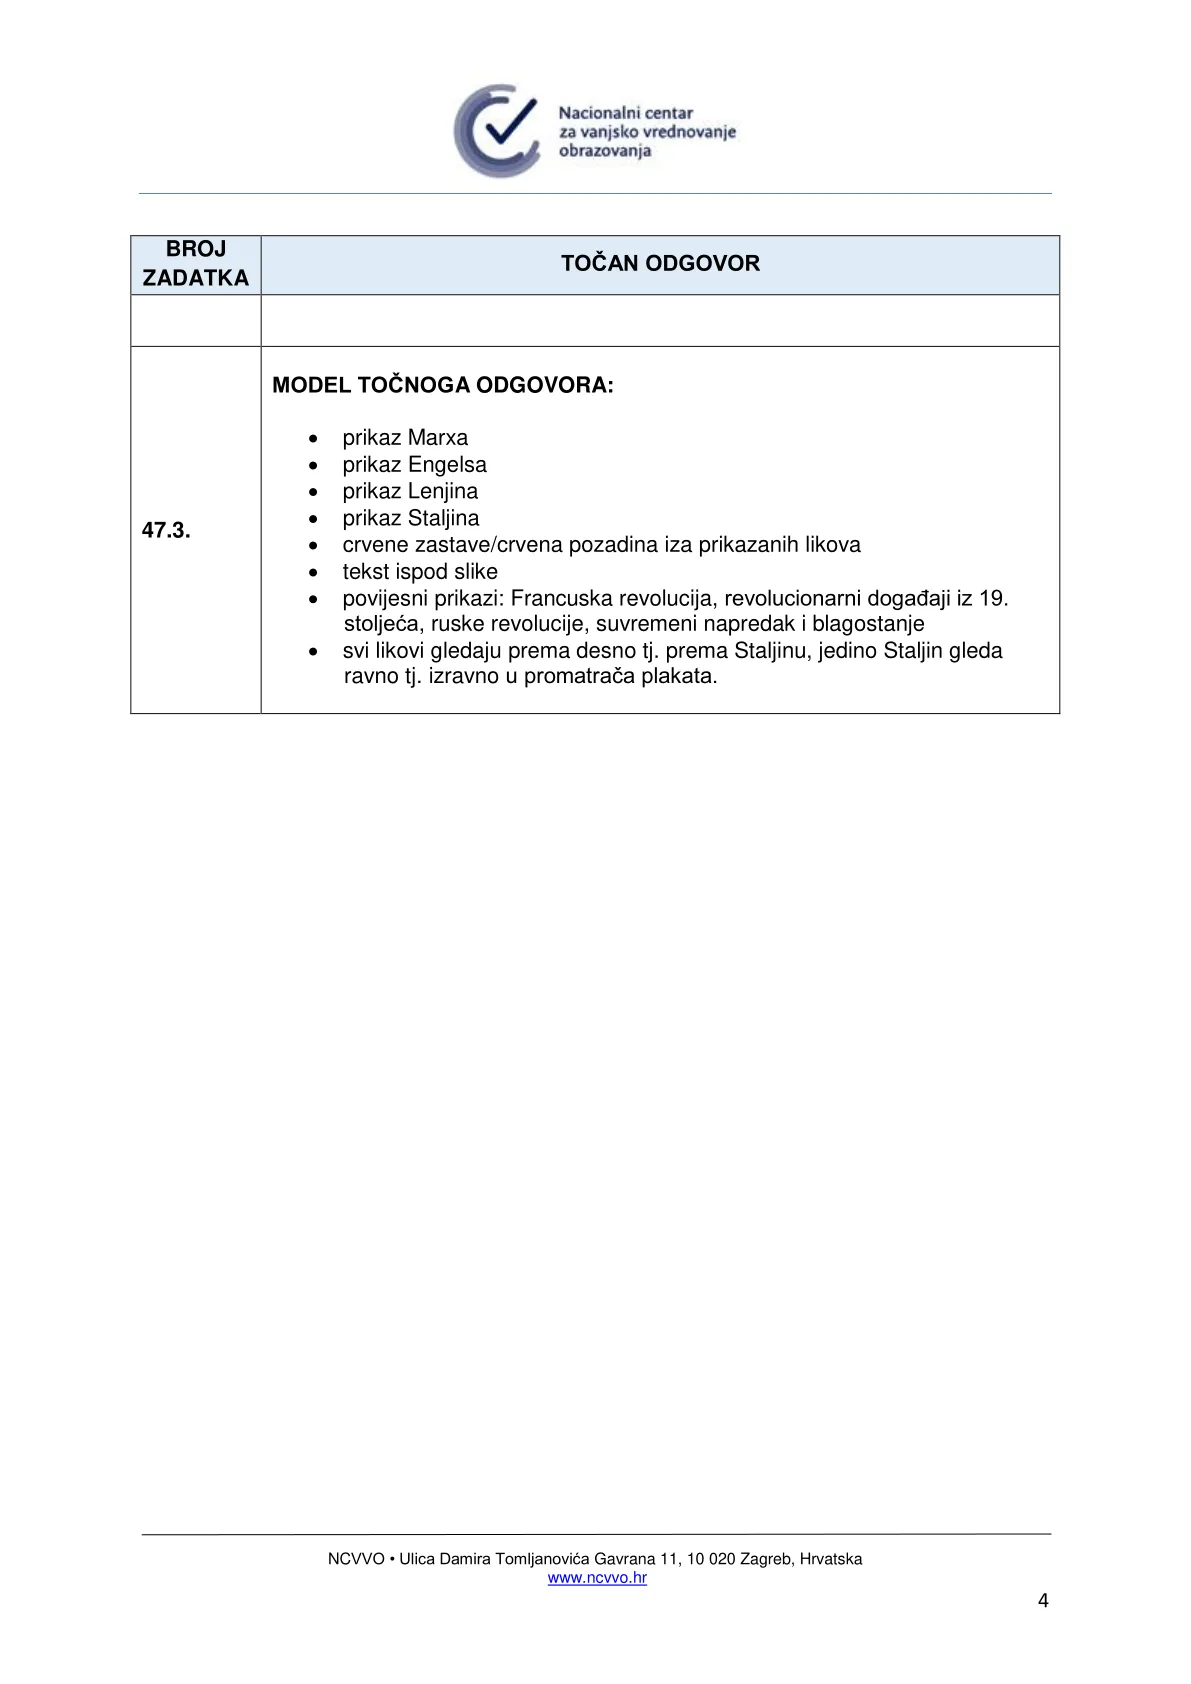 Nacionalni centar
za vanjsko vrednovanje
obrazovanja
BROJ
ZADATKA
TOČAN ODGOVOR
47.3.
MODEL TOČNOGA ODGOVORA:
• prikaz Marxa
• prikaz Engelsa
• prikaz Lenjina
• prikaz Staljina
• crvene zastave/crvena pozadina iza prikazanih likova
• tekst ispod slike
• povijesni prikazi: Francuska revolucija, revolucionarni događaji iz 19.
stoljeća, ruske revolucije, suvremeni napredak i blagostanje
• svi likovi gledaju prema desno tj. prema Staljinu, jedino Staljin gleda
ravno tj. izravno u promatrača plakata.
NCVVO • Ulica Damira Tomljanovića Gavrana 11, 10 020 Zagreb, Hrvatska
www.ncvvo.hr
4